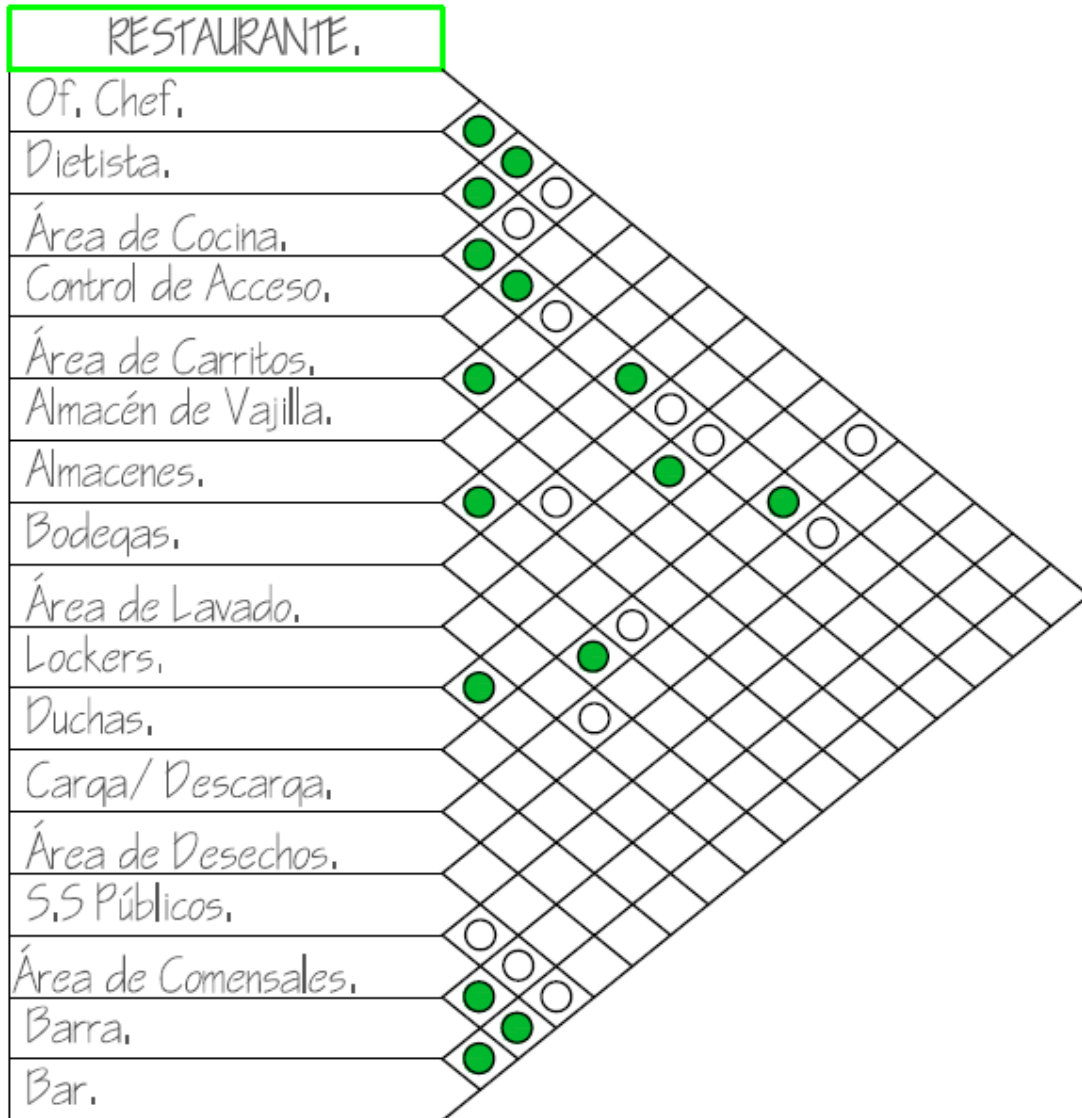 RESTAURANTE.
Of. Chef.
Dietista.
Área de Cocina.
Control de Acceso.
Área de Carritos.
Almacén de Vajilla.
Almacenes.
Bodegas.
Área de Lavado.
Lockers.
Duchas.
Carga/ Descarga.
Área de Desechos.
S.S Públicos.
Área de Comensales.
Barra.
Bar.